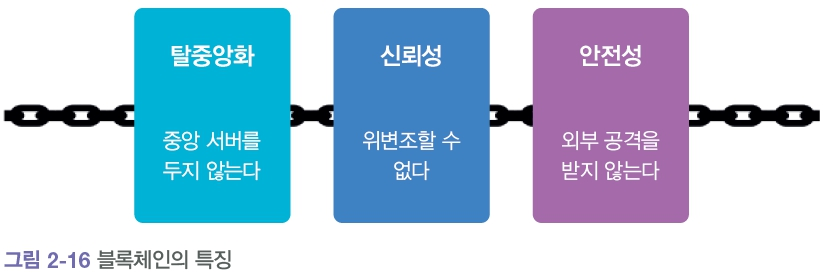 탈중앙화
중앙 서버를
두지 않는다
신뢰성
위변조할 수
없다
안전성
외부 공격을
받지 않는다
그림 2-16 블록체인의 특징